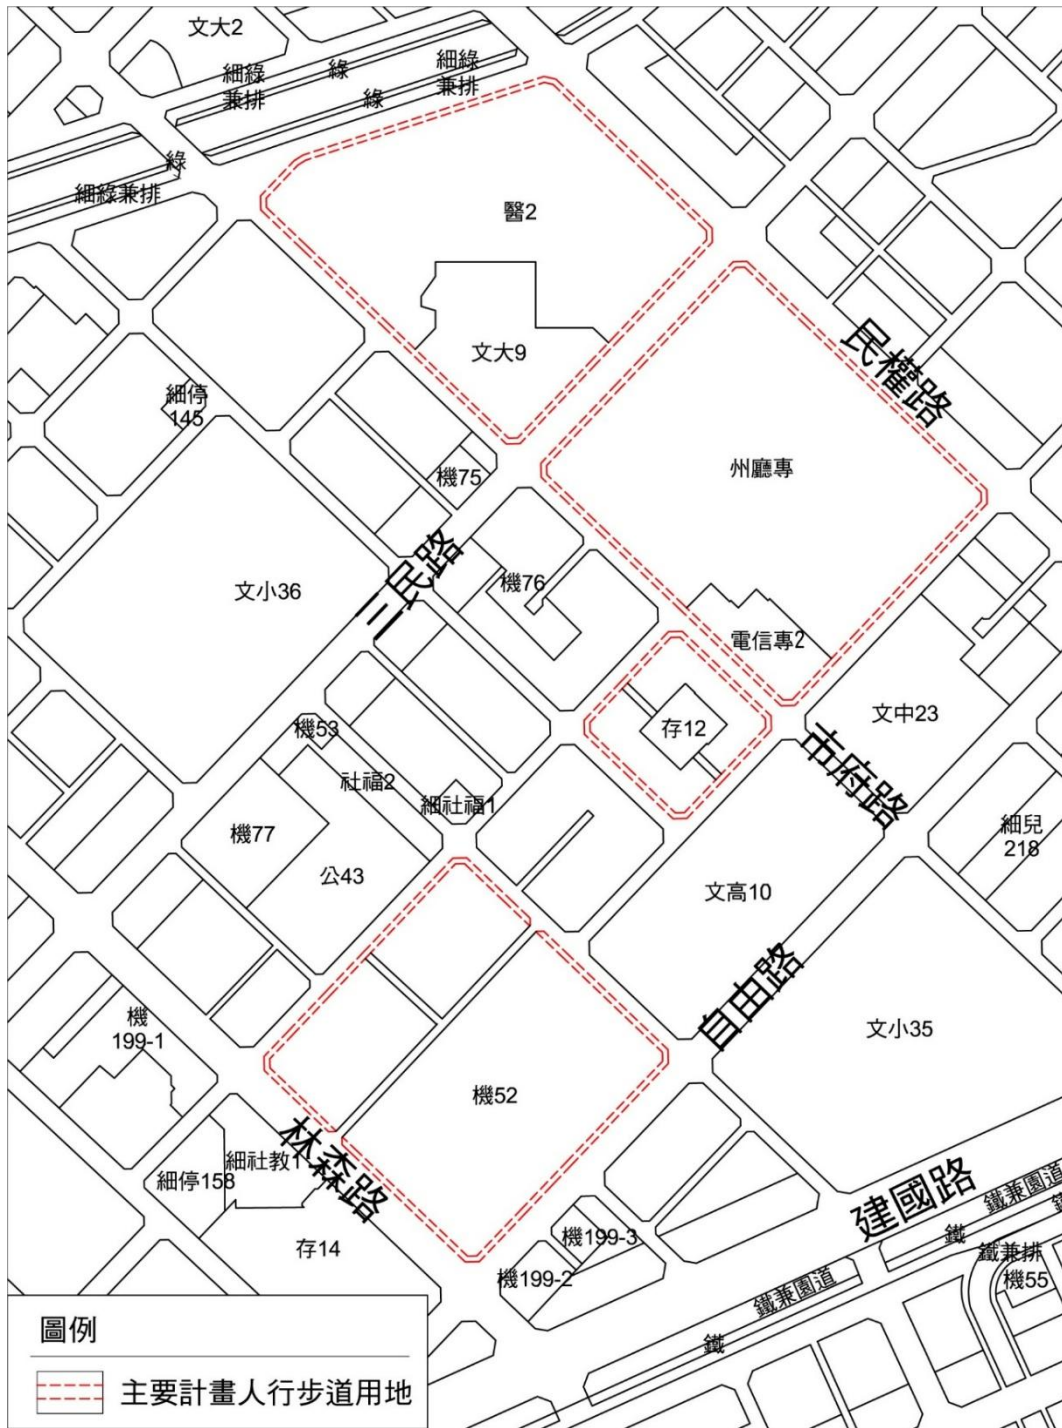 文大2
細綠
兼排
綠
綠
細綠
兼排
綠
細綠兼排
醫2
文大9
民權路
細停
145
機75
州廳專
三民路
機76
文小36
電信專2
文中23
存12
市府路
機53
社福2
細社福1
機77
公43
文高10
細兒
218
自由路
機
199-1
文小35
機52
林森路
細社教1
細停158
存14
建國路
機199-3
機199-2
鐵兼園道
鐵
鐵
鐵兼排
機55
鐵兼園道
鐵
圖例
主要計畫人行步道用地